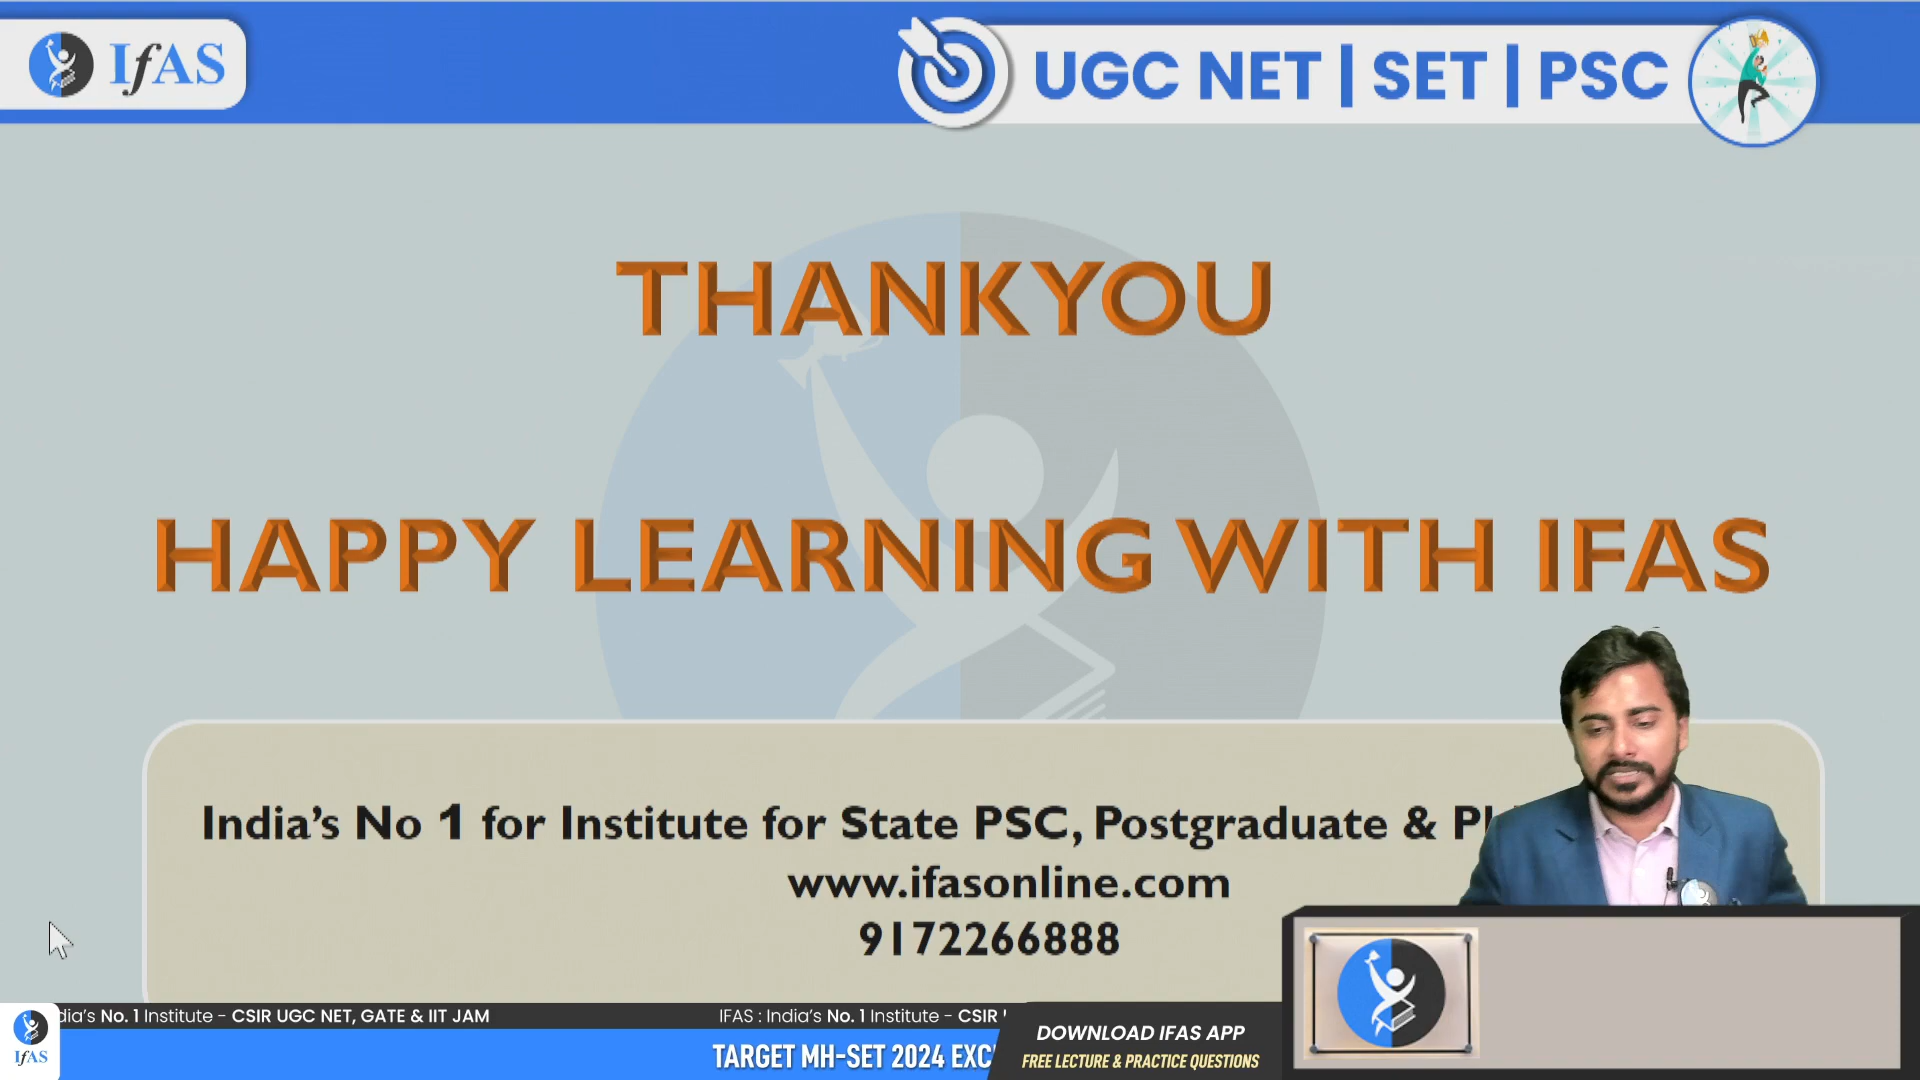 IfAS
UGC NET | SET | PSC
THANKYOU
HAPPY LEARNING WITH IFAS
India's No 1 for Institute for State PSC, Postgraduate &
www.ifasonline.com
9172266888
No. 1 Institute - CSIR UGC NET, GATE & IIT JAM
IFAS : India's No. 1 Institute - CSIR
IfAS
TARGET MH-SET 2024
DOWNLOAD IFAS APP
FREE LECTURE & PRACTICE QUESTIONS